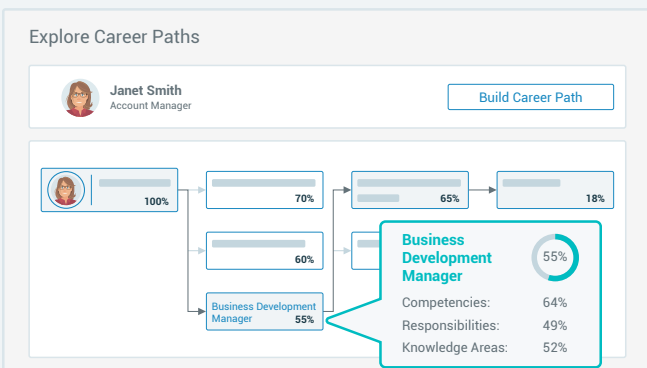 Explore Career Paths
Janet Smith
Account Manager
Build Career Path
100%
70%
65%
18%
60%
Business Development
Manager 55%
Business
Development
Manager
55%
Competencies: 64%
Responsibilities: 49%
Knowledge Areas: 52%